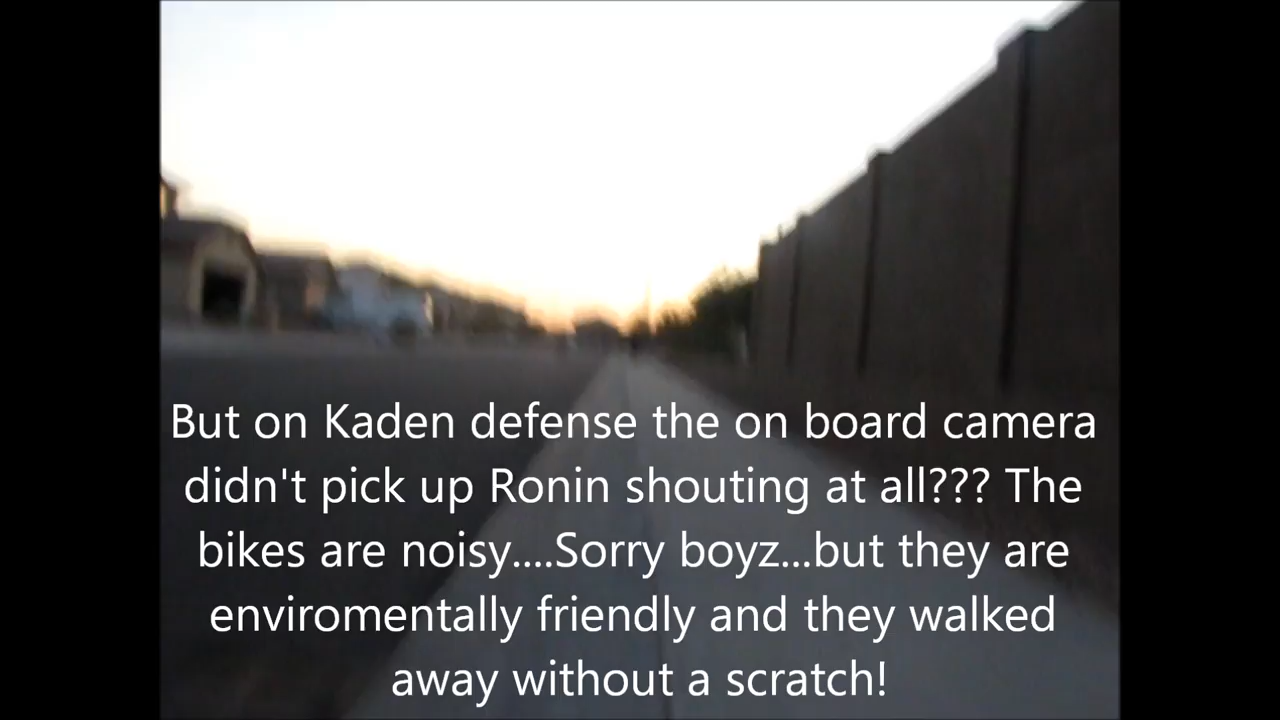 But on Kaden defense the on board camera
didn't pick up Ronin shouting at all??? The
bikes are noisy....Sorry boyz...but they are
enviromentally friendly and they walked
away without a scratch!